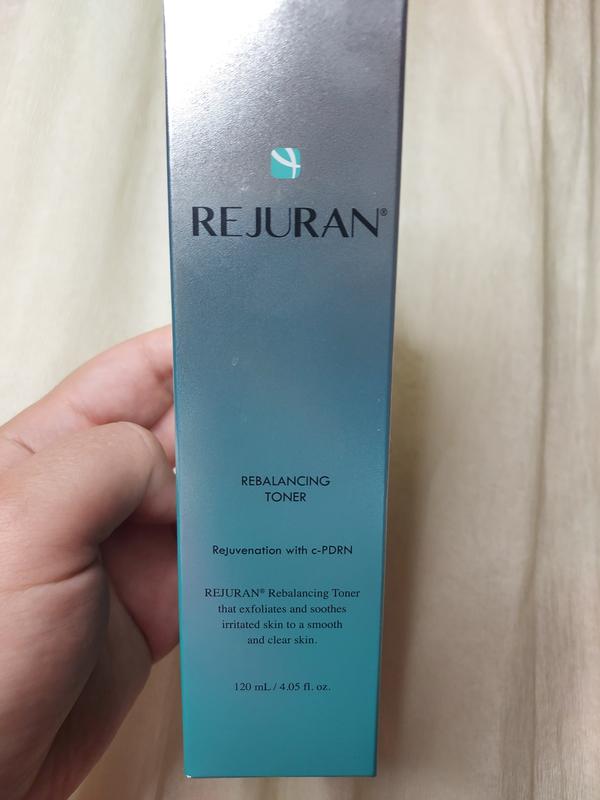 REJURAN®
REBALANCING
TONER
Rejuvenation with c-PDRN
REJURAN® Rebalancing Toner
that exfoliates and soothes
irritated skin to a smooth
and clear skin.
120 mL / 4.05 fl. oz.